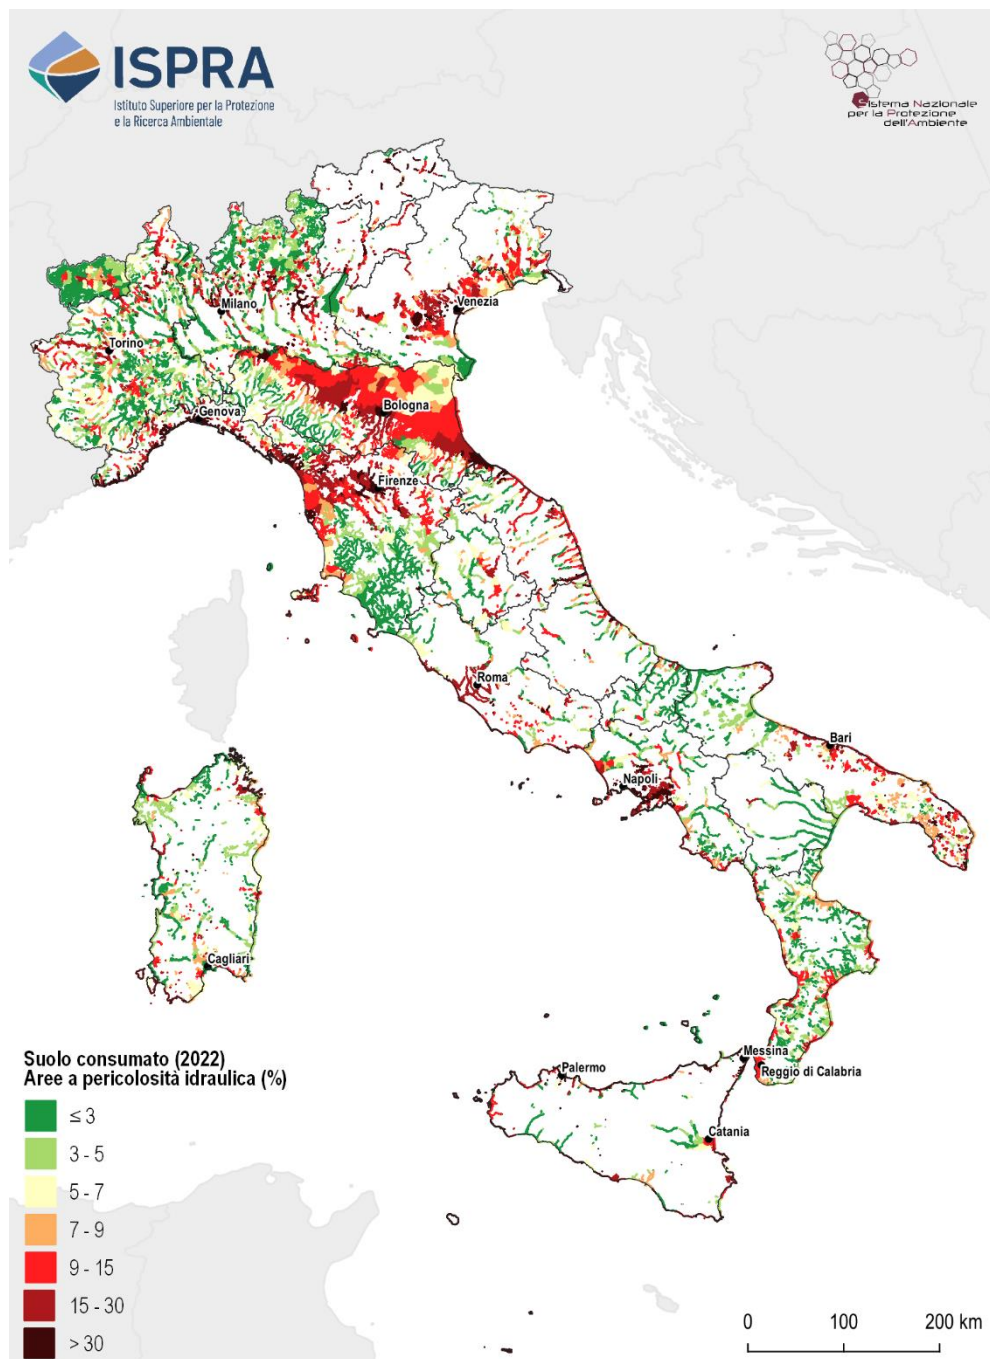 ISPRA
Istituto Superiore per la Protezione
e la Ricerca Ambientale
Sistema Nazionale
per la Protezione
dell'Ambiente
Milano
Venezia
Torino
Bologna
Genova
Firenze
Roma
Bari
Napoli
Cagliari
Messina
Palermo
Reggio di Calabria
Catania
Suolo consumato (2022)
Aree a pericolosità idraulica (%)
≤ 3
3 - 5
5 - 7
7 - 9
9 - 15
15 - 30
> 30
0 100 200 km